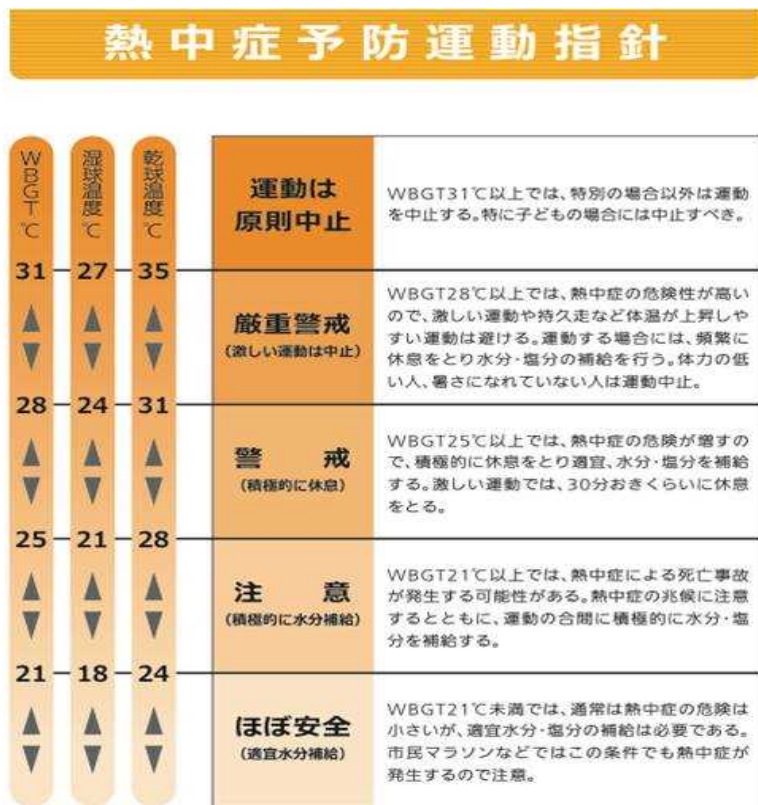 熱中症予防運動指針
WBGT ℃
湿球温度 ℃
乾球温度 ℃
運動は
原則中止
WBGT31℃以上では、特別の場合以外は運動
を中止する。特に子どもの場合には中止すべき。
31 27 35
厳重警戒
(激しい運動は中止)
WBGT28℃以上では、熱中症の危険性が高い
ので、激しい運動や持久走など体温が上昇しや
すい運動は避ける。運動する場合には、頻繁に
休息をとり水分・塩分の補給を行う。体力の低
い人、暑さになれていない人は運動中止。
28 24 31
警戒
(積極的に休息)
WBGT25℃以上では、熱中症の危険が増すの
で、積極的に休息をとり適宜、水分・塩分を補給
する。激しい運動では、30分おきくらいに休息
をとる。
25 21 28
注意
(積極的に水分補給)
WBGT21℃以上では、熱中症による死亡事故
が発生する可能性がある。熱中症の兆候に注意
するとともに、運動の合間に積極的に水分・塩
分を補給する。
21 18 24
ほぼ安全
(適宜水分補給)
WBGT21℃未満では、通常は熱中症の危険は
小さいが、適宜水分・塩分の補給は必要である。
市民マラソンなどではこの条件でも熱中症が
発生するので注意。